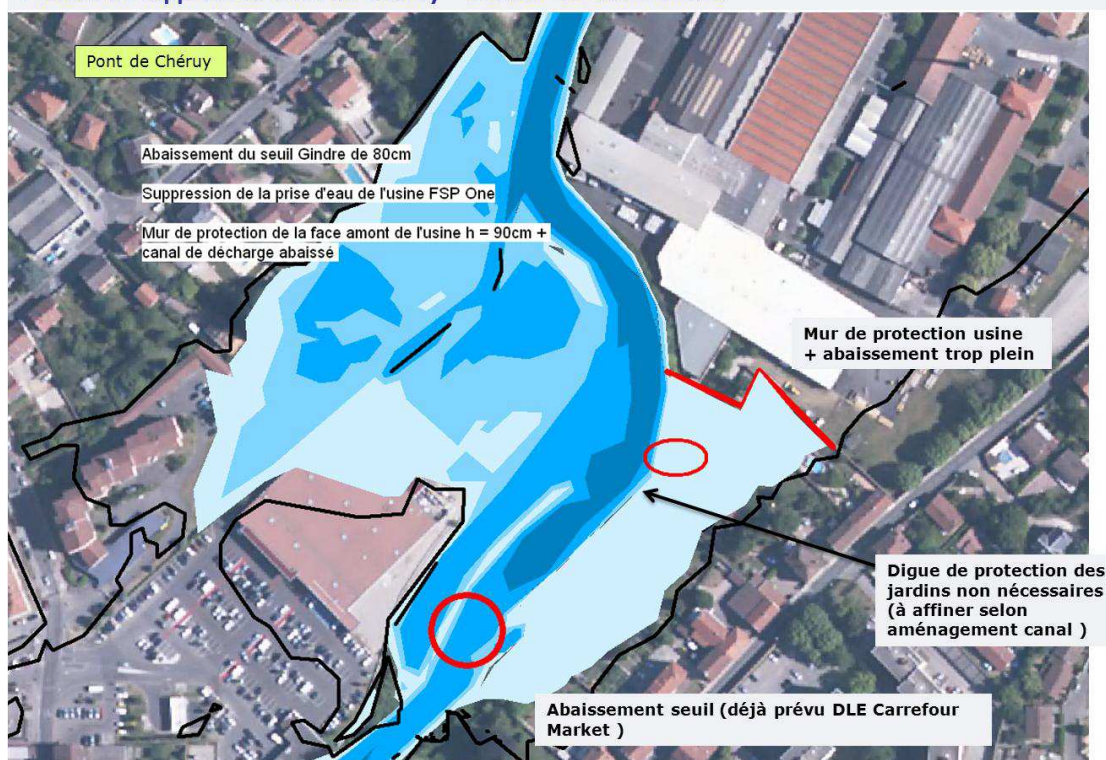 Pont de Chéruy
Abaissement du seuil Gindre de 80cm
Suppression de la prise d'eau de l'usine FSP One
Mur de protection de la face amont de l'usine h = 90cm +
canal de décharge abaissé
Mur de protection usine
+ abaissement trop plein
Digue de protection des
jardins non nécessaires
(à affiner selon
aménagement canal )
Abaissement seuil (déjà prévu DLE Carrefour
Market )